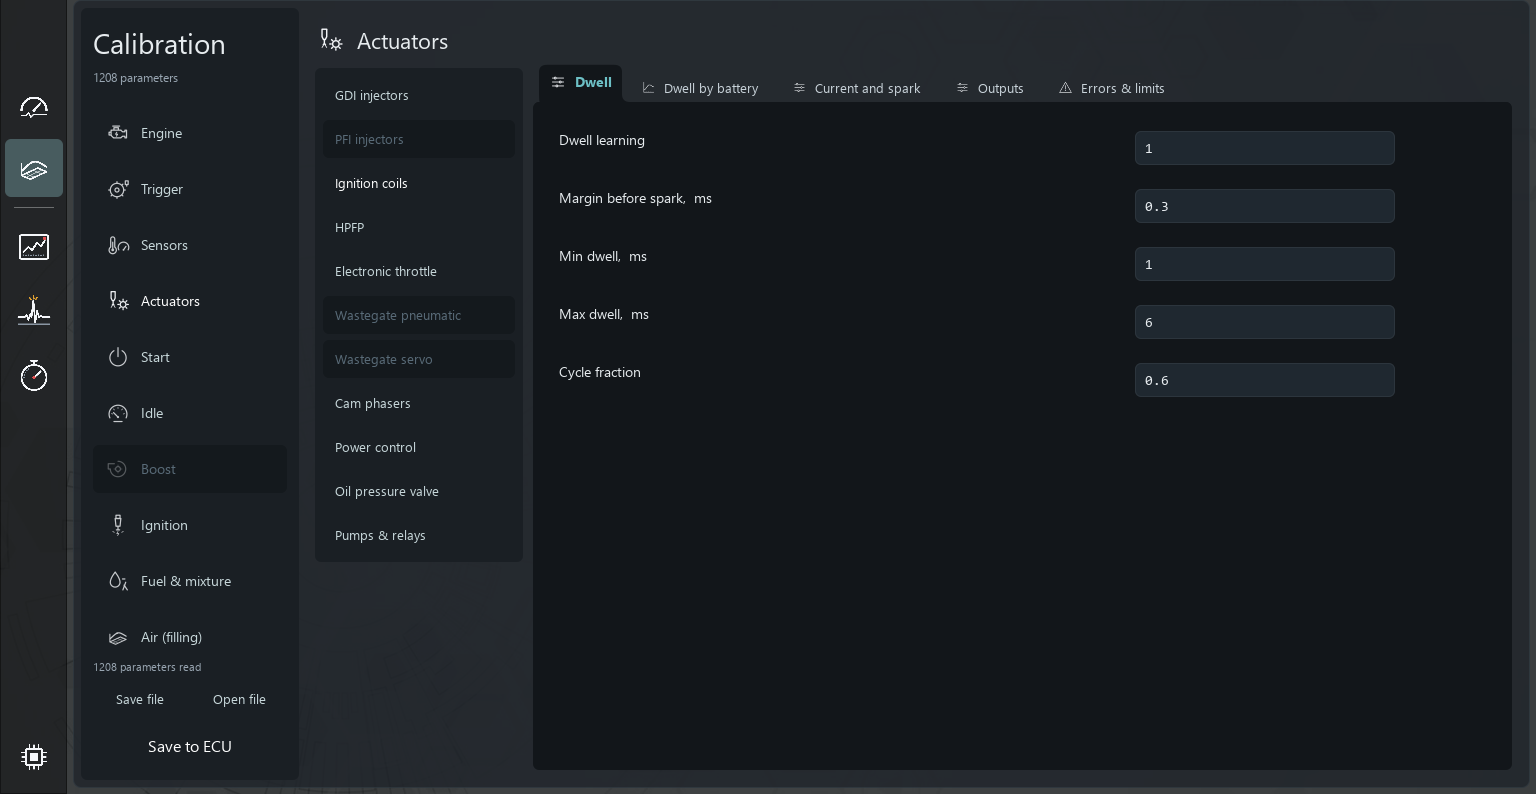 Calibration
1208 parameters
Engine
Trigger
Sensors
Actuators
Start
Idle
Boost
Ignition
Fuel & mixture
Air (filling)
1208 parameters read
Save file
Open file
Save to ECU
Actuators
GDI injectors
PFI injectors
Ignition coils
HPFP
Electronic throttle
Wastegate pneumatic
Wastegate servo
Cam phasers
Power control
Oil pressure valve
Pumps & relays
Dwell
Dwell by battery
Current and spark
Outputs
Errors & limits
Dwell learning
1
Margin before spark, ms
0.3
Min dwell, ms
1
Max dwell, ms
6
Cycle fraction
0.6